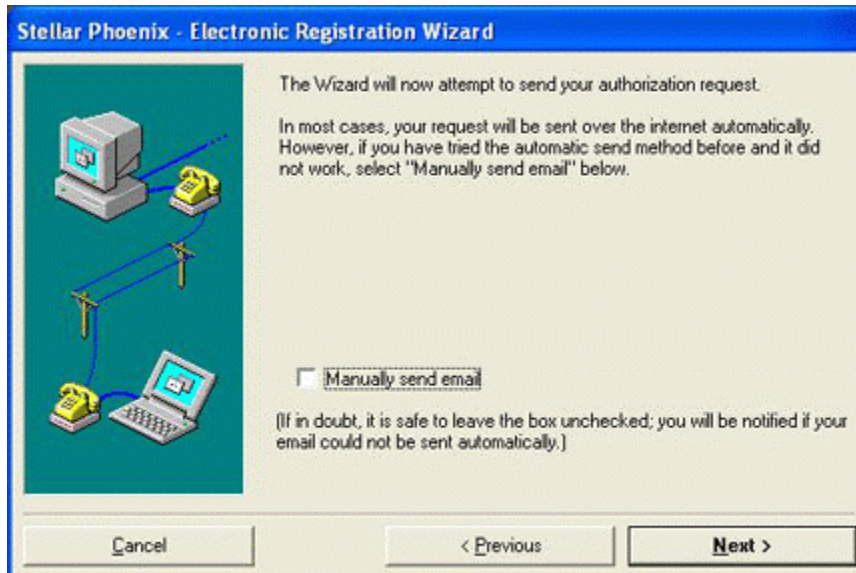 Stellar Phoenix - Electronic Registration Wizard
The Wizard will now attempt to send your authorization request.
In most cases, your request will be sent over the internet automatically.
However, if you have tried the automatic send method before and it did
not work, select "Manually send email" below.
Manually send email
(If in doubt, it is safe to leave the box unchecked; you will be notified if your
email could not be sent automatically.)
Cancel
< Previous
Next >